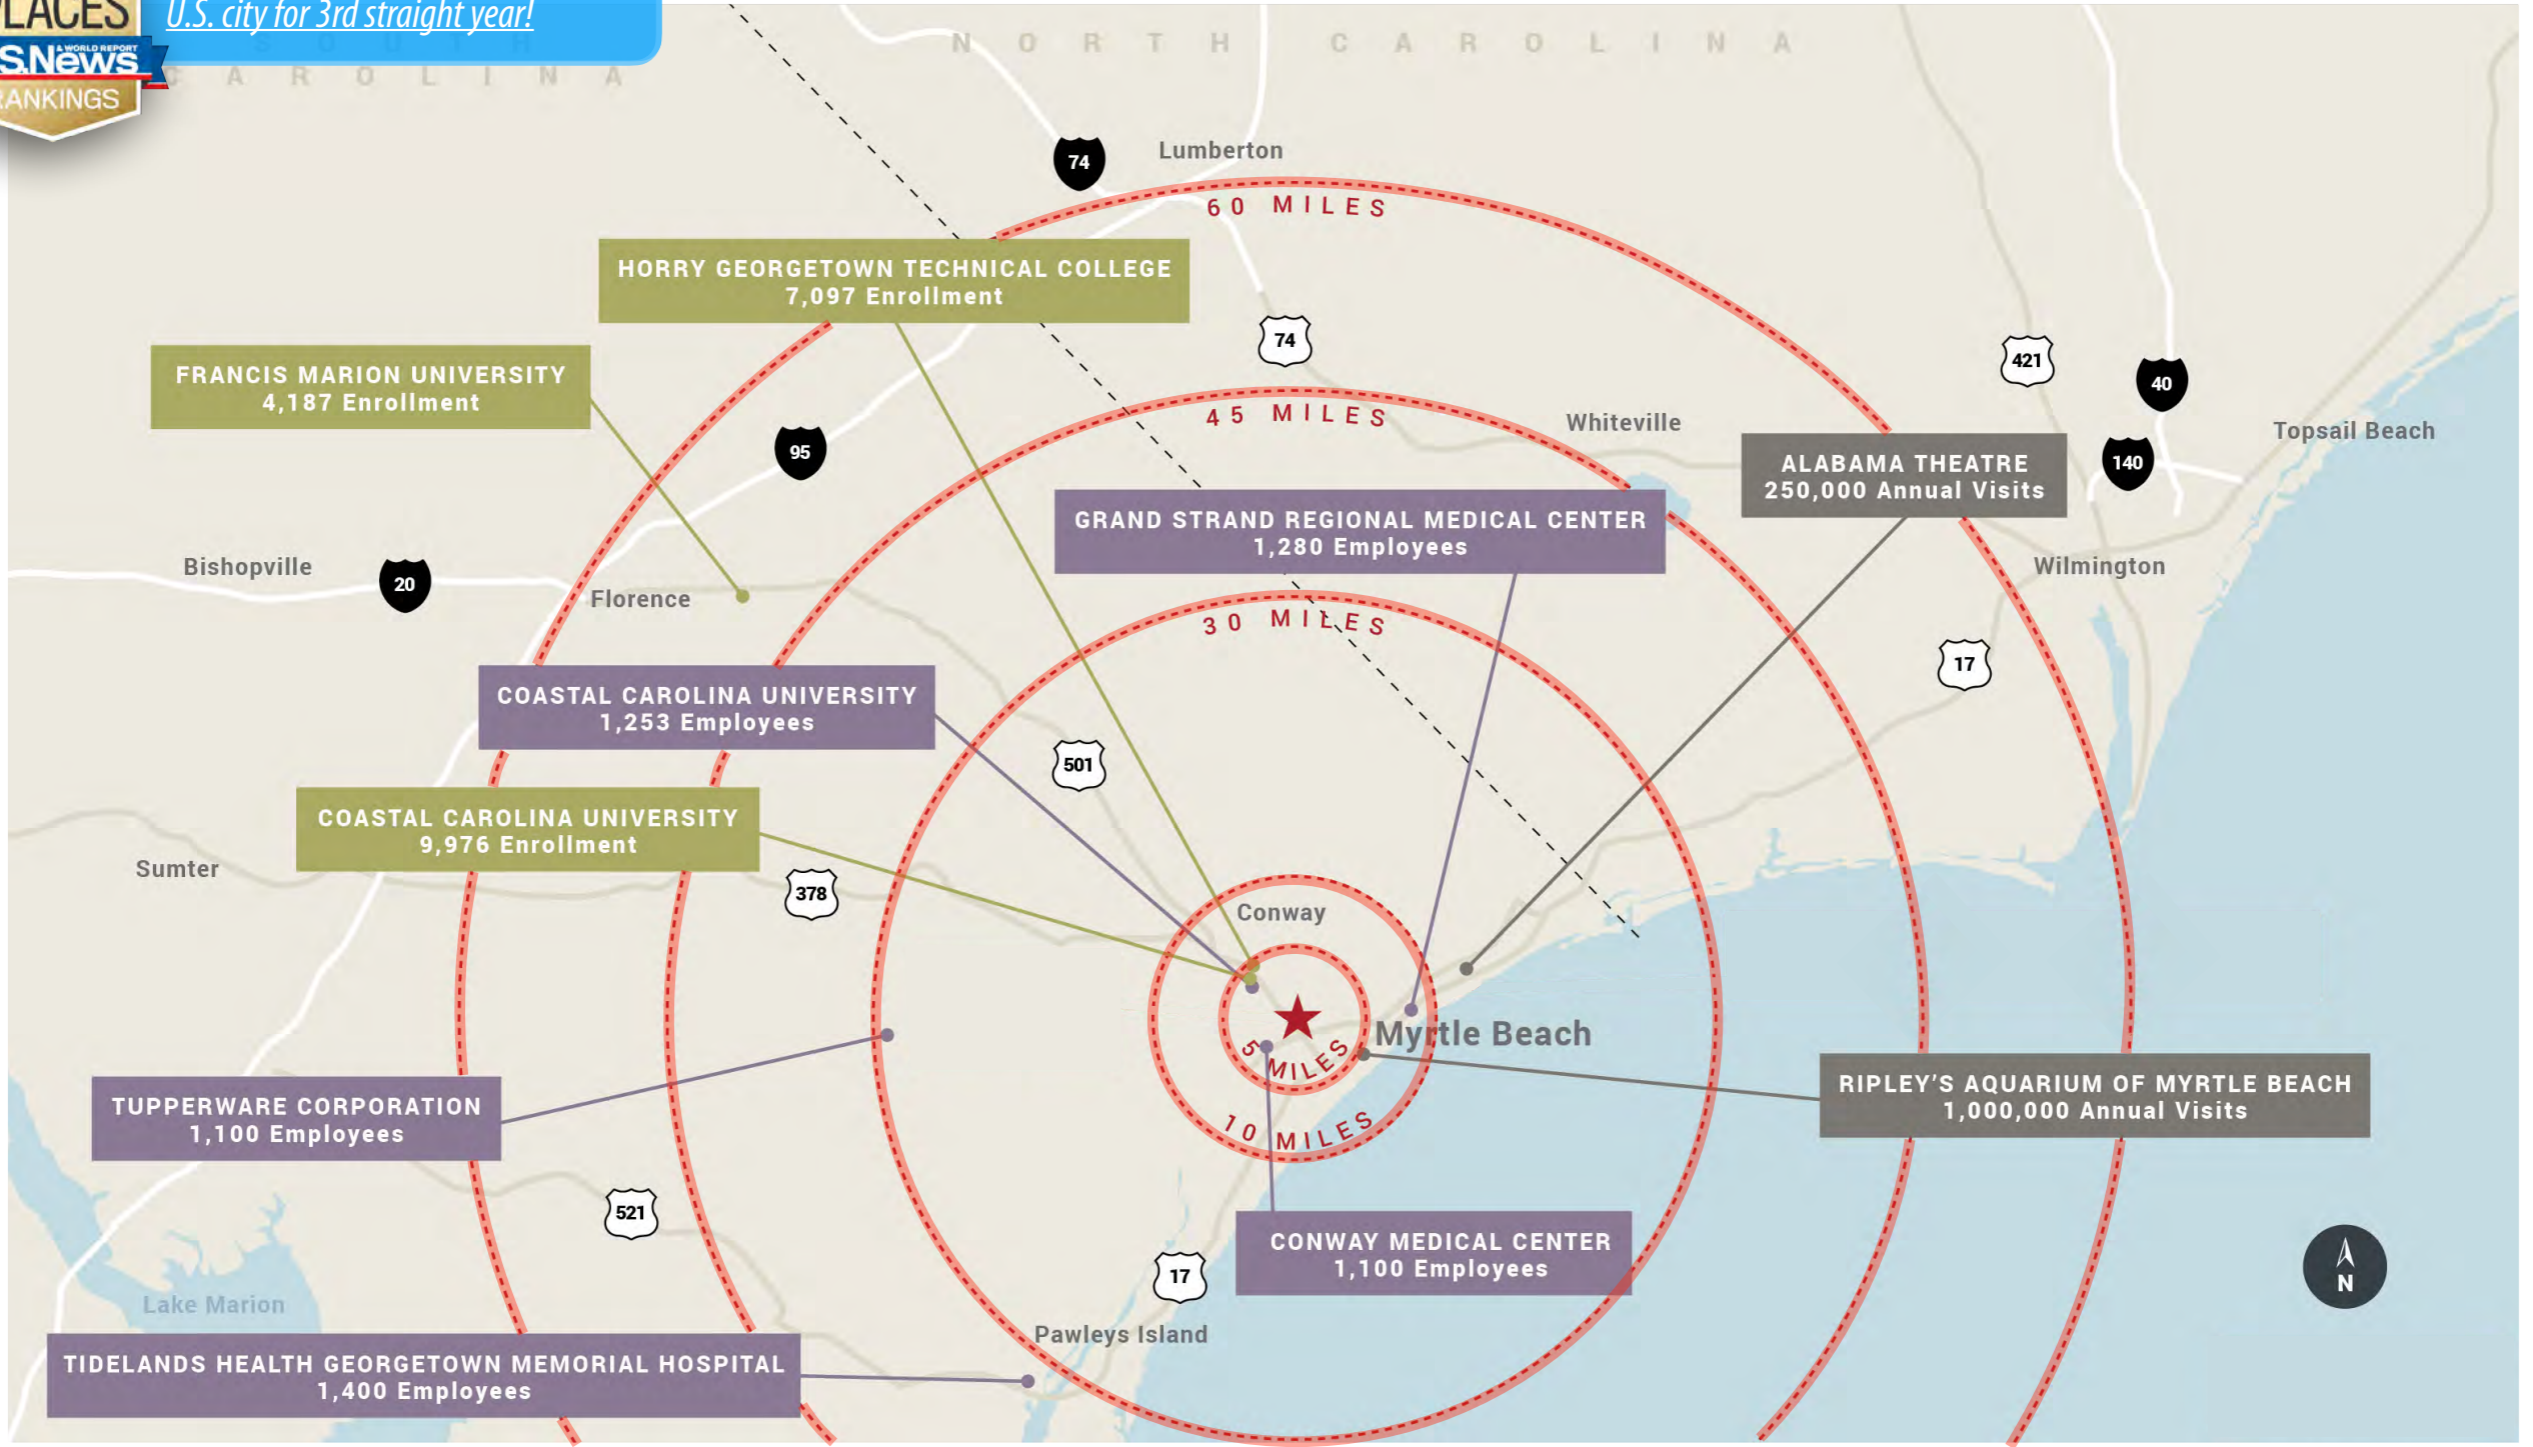 U.S. city for 3rd straight year!
& WORLD REPORT
SOUTH
CAROLINA
NORTH CAROLINA
74
Lumberton
60 MILES
HORRY GEORGETOWN TECHNICAL COLLEGE
7,097 Enrollment
74
421
40
FRANCIS MARION UNIVERSITY
4,187 Enrollment
45 MILES
Whiteville
Topsail Beach
95
ALABAMA THEATRE
250,000 Annual Visits
140
GRAND STRAND REGIONAL MEDICAL CENTER
1,280 Employees
Bishopville
20
Florence
Wilmington
30 MILES
17
COASTAL CAROLINA UNIVERSITY
1,253 Employees
501
COASTAL CAROLINA UNIVERSITY
9,976 Enrollment
Sumter
378
Conway
Myrtle Beach
5 MILES
RIPLEY'S AQUARIUM OF MYRTLE BEACH
1,000,000 Annual Visits
TUPPERWARE CORPORATION
1,100 Employees
10 MILES
521
CONWAY MEDICAL CENTER
1,100 Employees
17
N
Lake Marion
Pawleys Island
TIDELANDS HEALTH GEORGETOWN MEMORIAL HOSPITAL
1,400 Employees